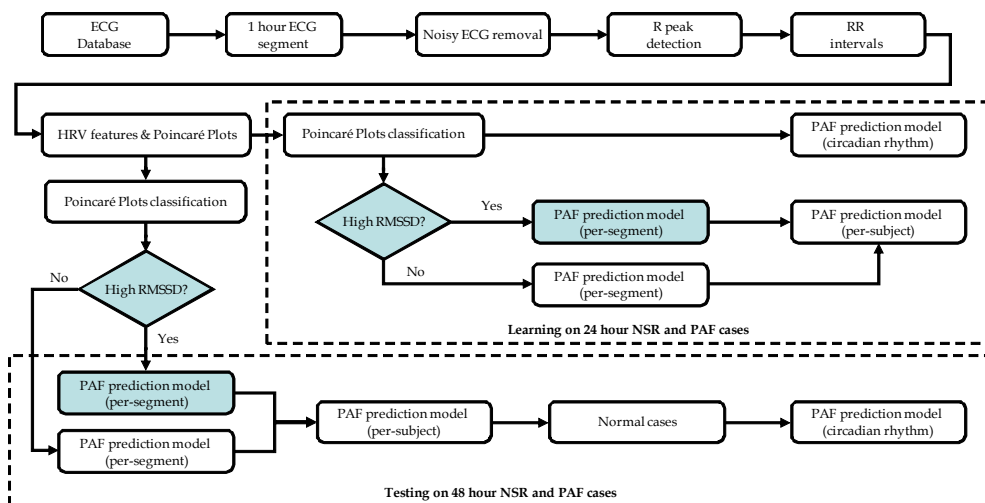 ECG
Database
1 hour ECG
segment
Noisy ECG removal
R peak
detection
RR
intervals
HRV features & Poincaré Plots
Poincaré Plots classification
PAF prediction model
(circadian rhythm)
Poincaré Plots classification
High RMSSD?
Yes
PAF prediction model
(per-segment)
PAF prediction model
(per-subject)
No
PAF prediction model
(per-segment)
Learning on 24 hour NSR and PAF cases
No
High RMSSD?
Yes
PAF prediction model
(per-segment)
PAF prediction model
(per-segment)
PAF prediction model
(per-subject)
Normal cases
PAF prediction model
(circadian rhythm)
Testing on 48 hour NSR and PAF cases